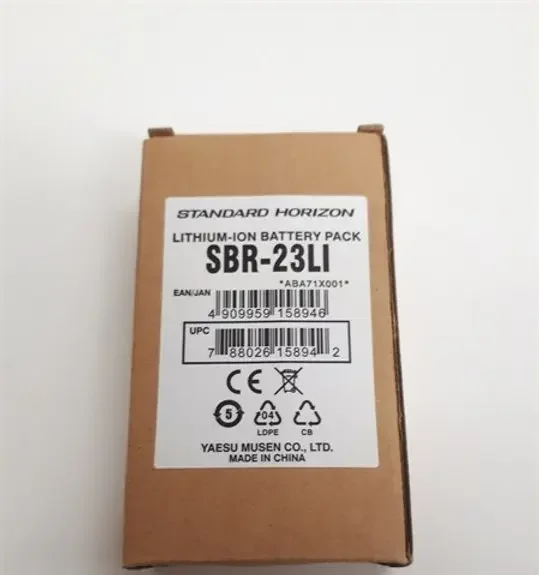 STANDARD HORIZON
LITHIUM-ION BATTERY PACK
SBR-23LI
*ABA71X001*
EAN/JAN
4 909959 158946
UPC
7 88026 15894 2
CE
5
04
LDPE
CB
YAESU MUSEN CO., LTD.
MADE IN CHINA